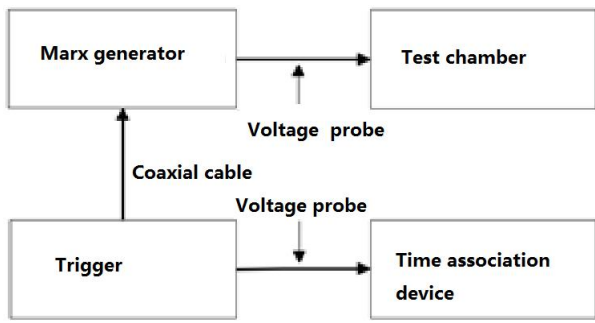 Marx generator
Test chamber
Voltage probe
Coaxial cable
Voltage probe
Trigger
Time association
device